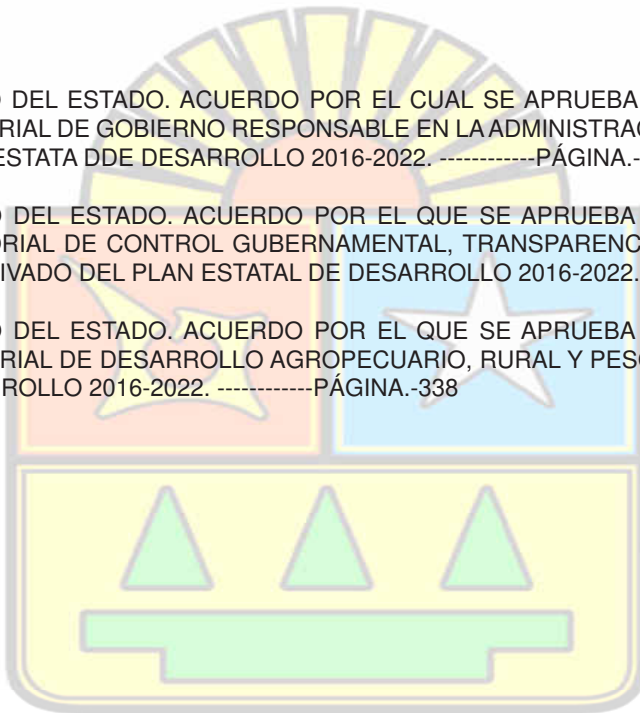 DEL ESTADO. ACUERDO POR EL CUAL SE APRUEBA
RIAL DE GOBIERNO RESPONSABLE EN LA ADMINISTRAC
ESTATA DDE DESARROLLO 2016-2022. ------------PÁGINA.-
DEL ESTADO. ACUERDO POR EL QUE SE APRUEBA
ORIAL DE CONTROL GUBERNAMENTAL, TRANSPARENC
IVADO DEL PLAN ESTATAL DE DESARROLLO 2016-2022.
DEL ESTADO. ACUERDO POR EL QUE SE APRUEBA
RIAL DE DESARROLLO AGROPECUARIO, RURAL Y PESC
ROLLO 2016-2022. ------------PÁGINA.-338